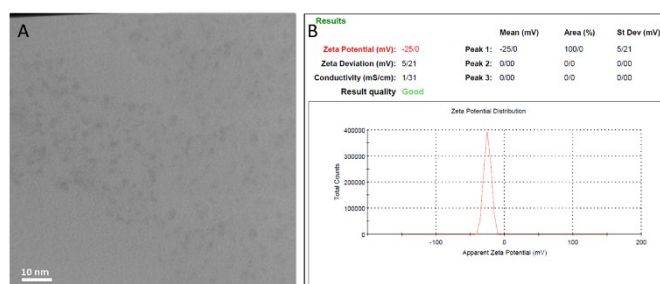 A
10 nm
B
Results
Mean (mV) Area (%) St Dev (mV)
Zeta Potential (mV): -25/0 Peak 1: -25/0 100/0 5/21
Zeta Deviation (mV): 5/21 Peak 2: 0/00 0/0 0/00
Conductivity (mS/cm): 1/31 Peak 3: 0/00 0/0 0/00
Result quality Good
Zeta Potential Distribution
Total Counts
400000
300000
200000
100000
0
-100 0 100 200
Apparent Zeta Potential (mV)